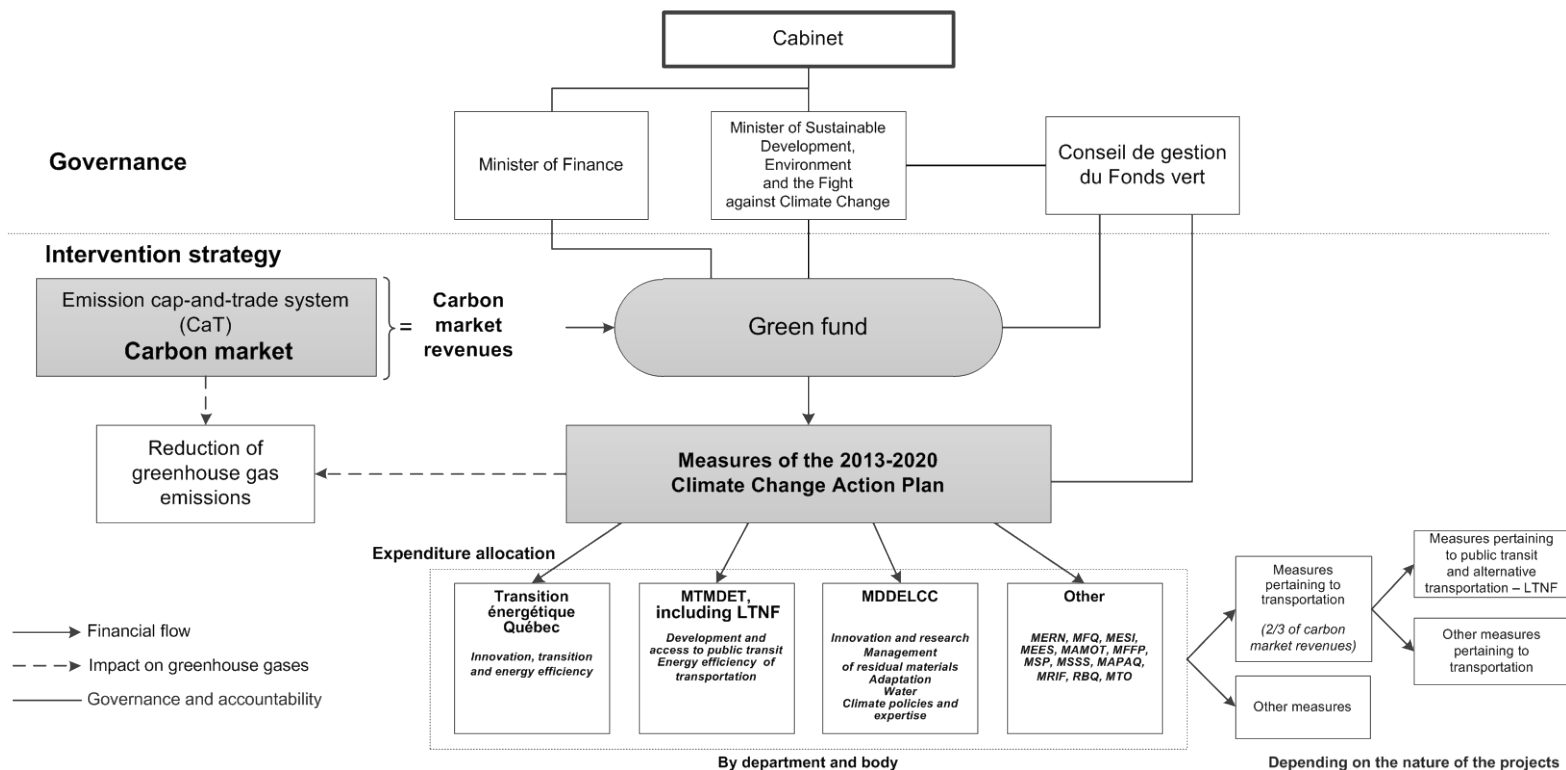 Cabinet
Governance
Minister of Finance
Minister of Sustainable
Development,
Environment
and the Fight
against Climate Change
Conseil de gestion
du Fonds vert
Intervention strategy
Emission cap-and-trade system
(CaT)
Carbon market
=
Carbon
market
revenues
Green fund
Reduction of
greenhouse gas
emissions
Measures of the 2013-2020
Climate Change Action Plan
Expenditure allocation
Transition
énergétique
Québec
Innovation, transition
and energy efficiency
MTMDET,
including LTNF
Development and
access to public transit
Energy efficiency of
transportation
MDDELCC
Innovation and research
Management
of residual materials
Adaptation
Water
Climate policies and
expertise
Other
MERN, MFQ, MESI,
MEES, MAMOT, MFFP,
MSP, MSSS, MAPAQ,
MRIF, RBQ, MTO
Measures
pertaining to
transportation
(2/3 of carbon
market revenues)
Other measures
Measures pertaining
to public transit
and alternative
transportation – LTNF
Other measures
pertaining to
transportation
Financial flow
Impact on greenhouse gases
Governance and accountability
By department and body
Depending on the nature of the projects